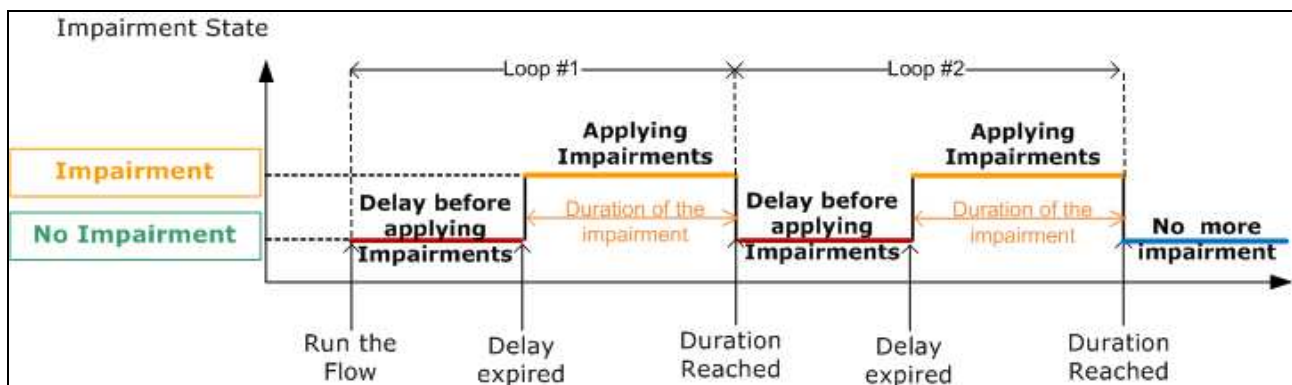 Impairment State
Loop #1
Loop #2
Applying
Impairments
Applying
Impairments
Impairment
No Impairment
Delay before
applying
Impairments
Duration of the
impairment
Delay before
applying
Impairments
Duration of the
impairment
No more
impairment
Run the
Flow
Delay
expired
Duration
Reached
Delay
expired
Duration
Reached